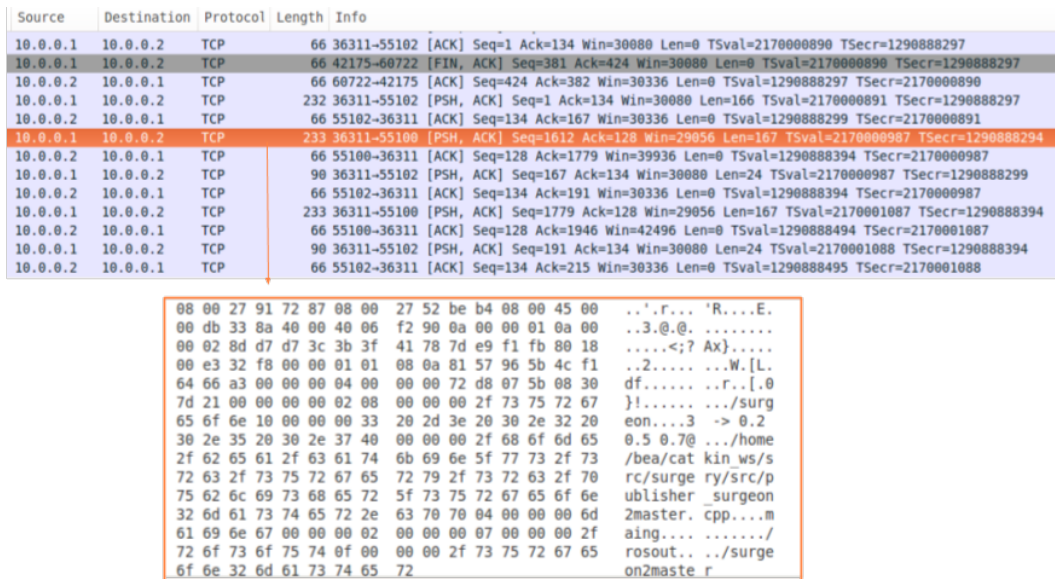 Source Destination Protocol Length Info
10.0.0.1 10.0.0.2 TCP 66 36311→55102 [ACK] Seq=1 Ack=134 Win=30080 Len=0 TSval=2170000890 TSecr=1290888297
10.0.0.1 10.0.0.2 TCP 66 42175→60722 [FIN, ACK] Seq=381 Ack=424 Win=30080 Len=0 TSval=2170000890 TSecr=1290888297
10.0.0.2 10.0.0.1 TCP 66 60722→42175 [ACK] Seq=424 Ack=382 Win=30336 Len=0 TSval=1290888297 TSecr=2170000890
10.0.0.1 10.0.0.2 TCP 232 36311→55102 [PSH, ACK] Seq=1 Ack=134 Win=30080 Len=166 TSval=2170000891 TSecr=1290888297
10.0.0.2 10.0.0.1 TCP 66 55102→36311 [ACK] Seq=134 Ack=167 Win=30336 Len=0 TSval=1290888299 TSecr=2170000891
10.0.0.1 10.0.0.2 TCP 233 36311→55100 [PSH, ACK] Seq=1612 Ack=128 Win=29056 Len=167 TSval=2170000987 TSecr=1290888294
10.0.0.2 10.0.0.1 TCP 66 55100→36311 [ACK] Seq=128 Ack=1779 Win=39936 Len=0 TSval=1290888394 TSecr=2170000987
10.0.0.1 10.0.0.2 TCP 90 36311→55102 [PSH, ACK] Seq=167 Ack=134 Win=30080 Len=24 TSval=2170000987 TSecr=1290888299
10.0.0.2 10.0.0.1 TCP 66 55102→36311 [ACK] Seq=134 Ack=191 Win=30336 Len=0 TSval=1290888394 TSecr=2170000987
10.0.0.1 10.0.0.2 TCP 233 36311→55100 [PSH, ACK] Seq=1779 Ack=128 Win=29056 Len=167 TSval=2170001087 TSecr=1290888394
10.0.0.2 10.0.0.1 TCP 66 55100→36311 [ACK] Seq=128 Ack=1946 Win=42496 Len=0 TSval=1290888494 TSecr=2170001087
10.0.0.1 10.0.0.2 TCP 90 36311→55102 [PSH, ACK] Seq=191 Ack=134 Win=30080 Len=24 TSval=2170001088 TSecr=1290888394
10.0.0.2 10.0.0.1 TCP 66 55102→36311 [ACK] Seq=134 Ack=215 Win=30336 Len=0 TSval=1290888495 TSecr=2170001088
08 00 27 91 72 87 08 00 27 52 be b4 08 00 45 00 ..'.r... 'R....E.
00 db 33 8a 40 00 40 06 f2 90 0a 00 00 01 0a 00 ..3.@.@. ........
00 02 8d d7 d7 3c 3b 3f 41 78 7d e9 f1 fb 80 18 .....<;? Ax}.....
00 e3 32 f8 00 00 01 01 08 0a 81 57 96 5b 4c f1 ..2..... ...W.[L.
64 66 a3 00 00 00 04 00 00 00 72 d8 07 5b 08 30 df...... ..r..[.0
7d 21 00 00 00 00 02 08 00 00 00 2f 73 75 72 67 }!...... .../surg
65 6f 6e 10 00 00 00 33 20 2d 3e 20 30 2e 32 20 eon....3 -> 0.2
30 2e 35 20 30 2e 37 40 00 00 00 2f 68 6f 6d 65 0.5 0.7@ .../home
2f 62 65 61 2f 63 61 74 6b 69 6e 5f 77 73 2f 73 /bea/cat kin_ws/s
72 63 2f 73 75 72 67 65 72 79 2f 73 72 63 2f 70 rc/surge ry/src/p
75 62 6c 69 73 68 65 72 5f 73 75 72 67 65 6f 6e ublisher _surgeon
32 6d 61 73 74 65 72 2e 63 70 70 04 00 00 00 6d 2master. cpp....m
61 69 6e 67 00 00 00 02 00 00 00 07 00 00 00 2f aing.... ......./
72 6f 73 6f 75 74 0f 00 00 00 2f 73 75 72 67 65 rosout.. ../surge
6f 6e 32 6d 61 73 74 65 72 on2maste r